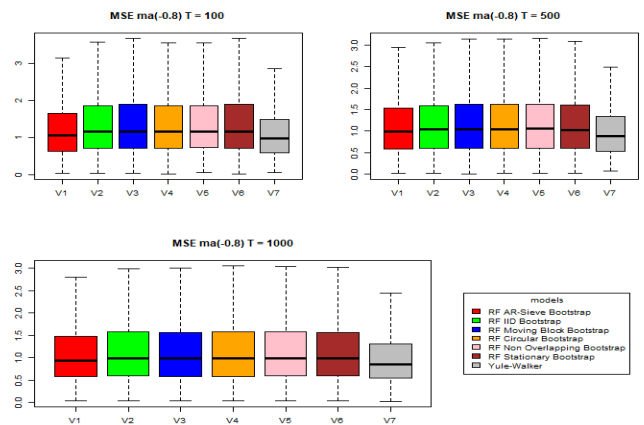 MSE ma(-0.8) T = 100
3
2
1
0
V1 V2 V3 V4 V5 V6 V7
MSE ma(-0.8) T = 500
3.0
2.5
2.0
1.5
1.0
0.5
0.0
V1 V2 V3 V4 V5 V6 V7
MSE ma(-0.8) T = 1000
3.0
2.5
2.0
1.5
1.0
0.5
0.0
V1 V2 V3 V4 V5 V6 V7
models
RF AR-Sieve Bootstrap
RF IID Bootstrap
RF Moving Block Bootstrap
RF Circular Bootstrap
RF Non Overlapping Bootstrap
RF Stationary Bootstrap
Yule-Walker